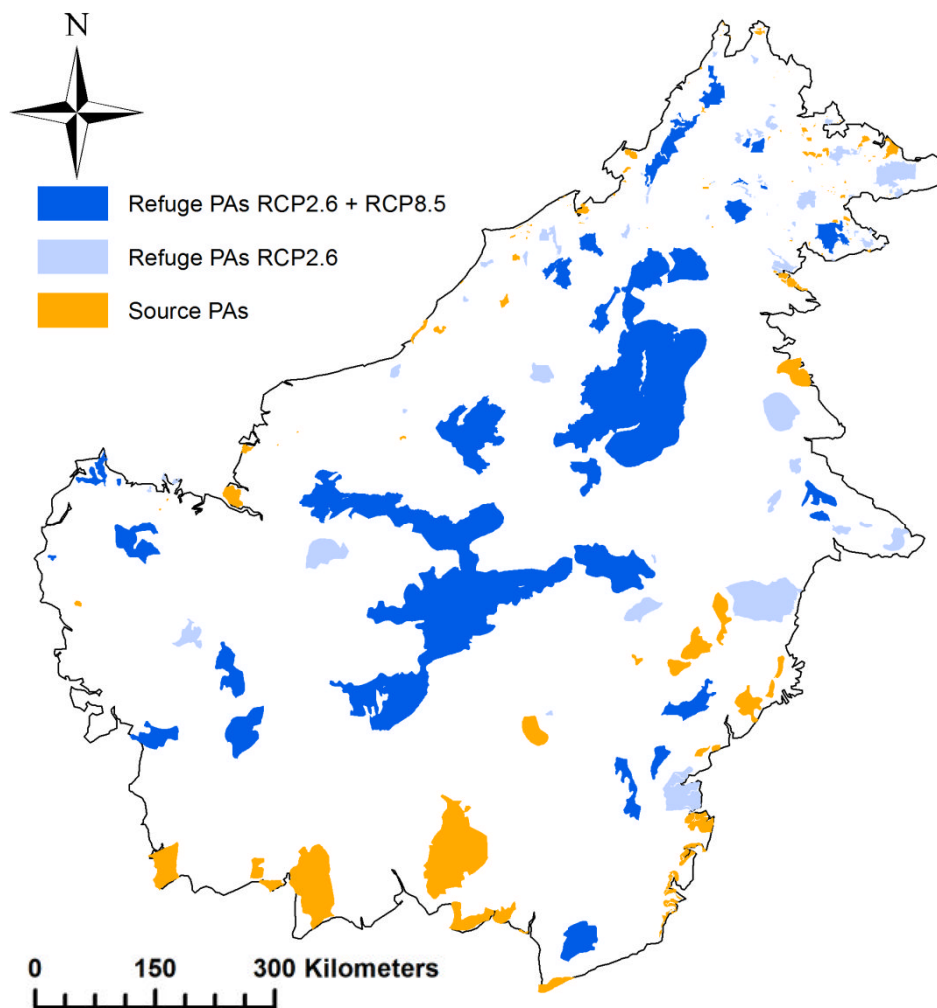 N
Refuge PAs RCP2.6 + RCP8.5
Refuge PAs RCP2.6
Source PAs
0 150 300 Kilometers